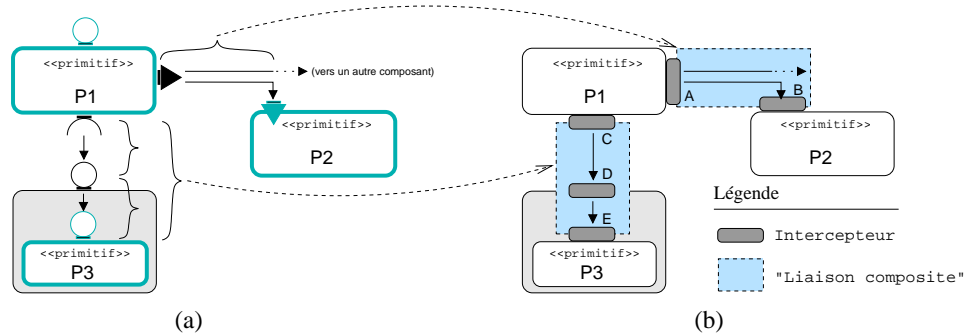 <<primitif>>
P1
(vers un autre composant)
<<primitif>>
P2
<<primitif>>
P3
(a)
<<primitif>>
P1
A
B
<<primitif>>
P2
C
D
E
<<primitif>>
P3
Légende
Intercepteur
"Liaison composite"
(b)